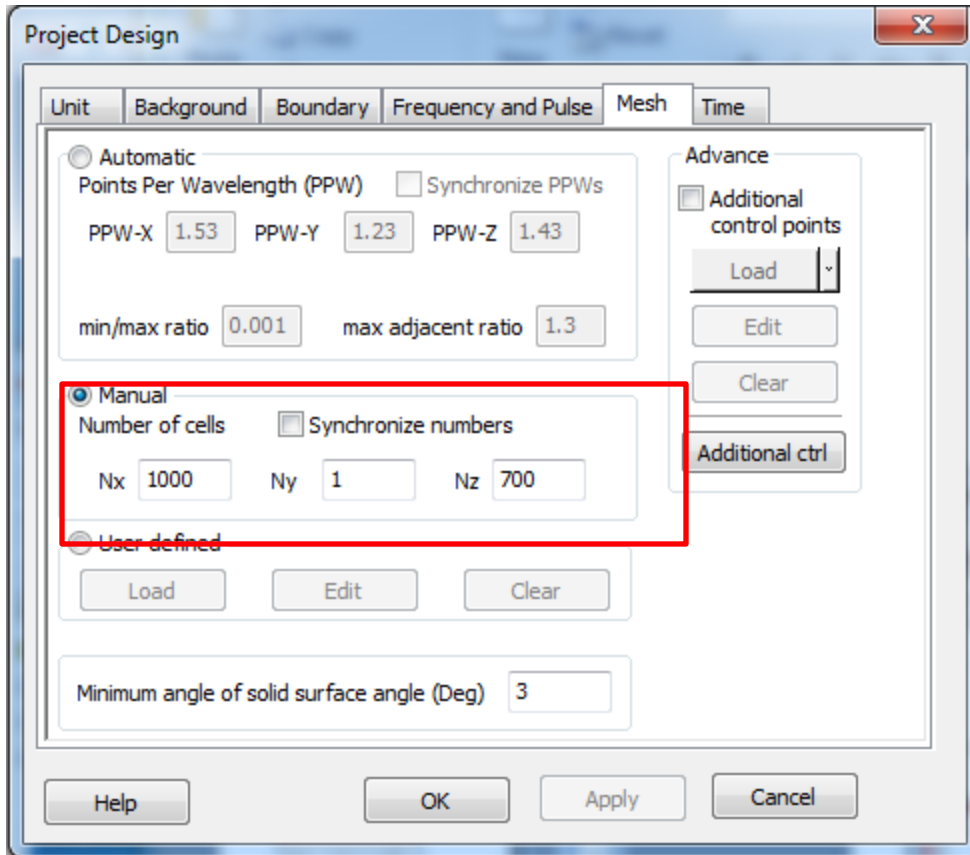 Project Design
Unit Background Boundary Frequency and Pulse Mesh Time
Automatic
Points Per Wavelength (PPW) Synchronize PPWs
PPW-X 1.53 PPW-Y 1.23 PPW-Z 1.43
min/max ratio 0.001 max adjacent ratio 1.3
Manual
Number of cells Synchronize numbers
Nx 1000 Ny 1 Nz 700
User defined
Load Edit Clear
Minimum angle of solid surface angle (Deg) 3
Advance
Additional
control points
Load
Edit
Clear
Additional ctrl
Help OK Apply Cancel